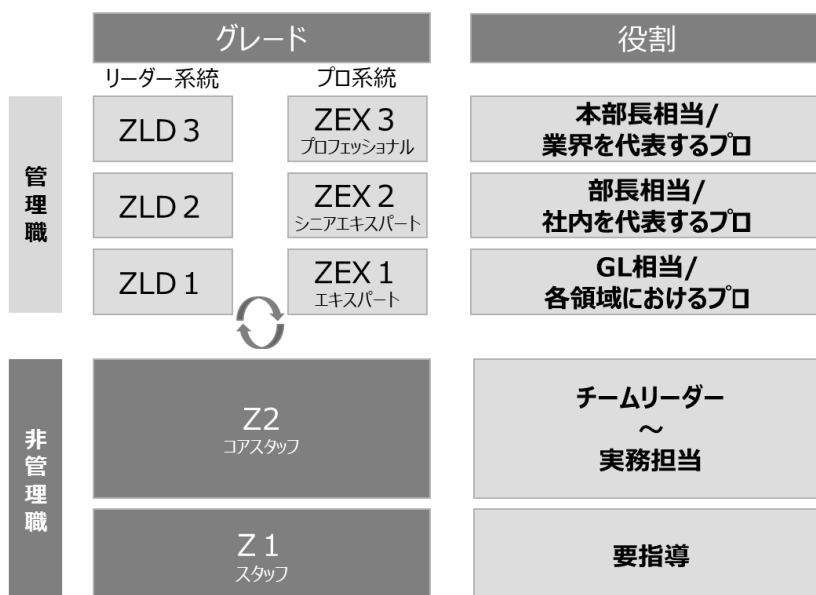 グレード
役割
リーダー系統
プロ系統
管理職
ZLD 3
ZEX 3
プロフェッショナル
本部長相当/
業界を代表するプロ
ZLD 2
ZEX 2
シニアエキスパート
部長相当/
社内を代表するプロ
ZLD 1
ZEX 1
エキスパート
GL相当/
各領域におけるプロ
非管理職
Z2
コアスタッフ
チームリーダー
～
実務担当
Z 1
スタッフ
要指導